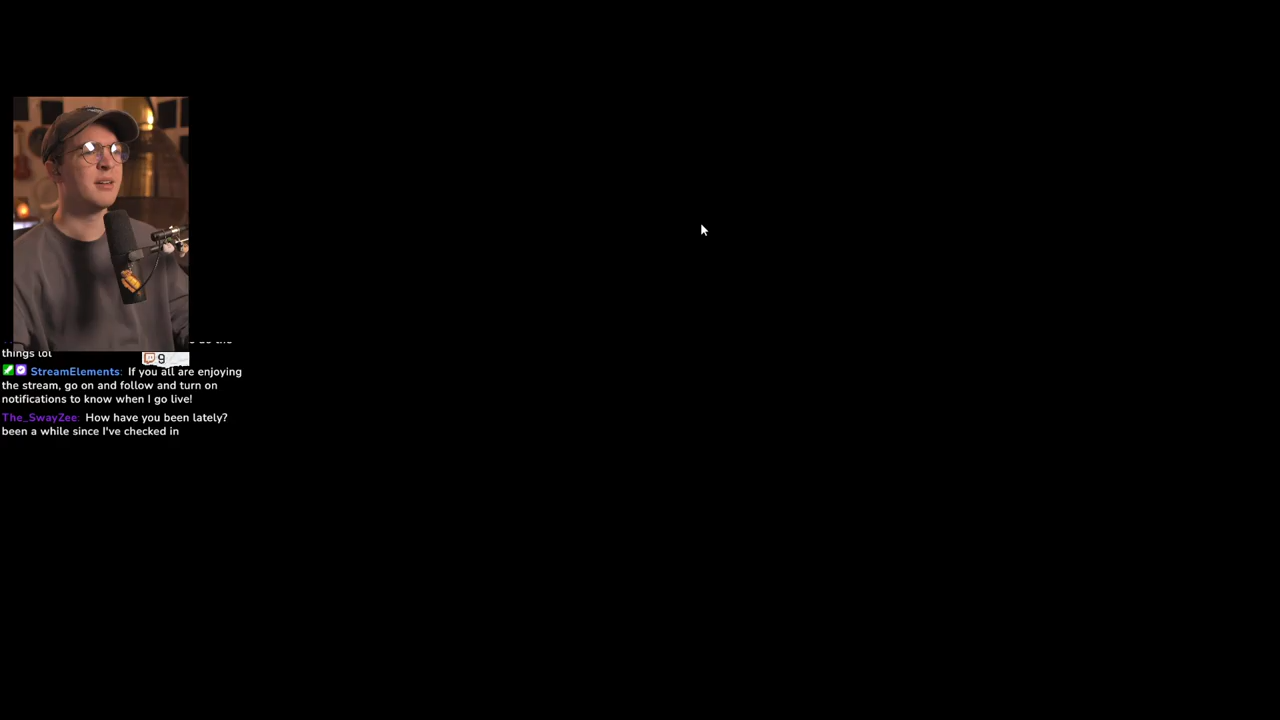 things lol
9
StreamElements: If you all are enjoying
the stream, go on and follow and turn on
notifications to know when I go live!
The_SwayZee: How have you been lately?
been a while since I've checked in